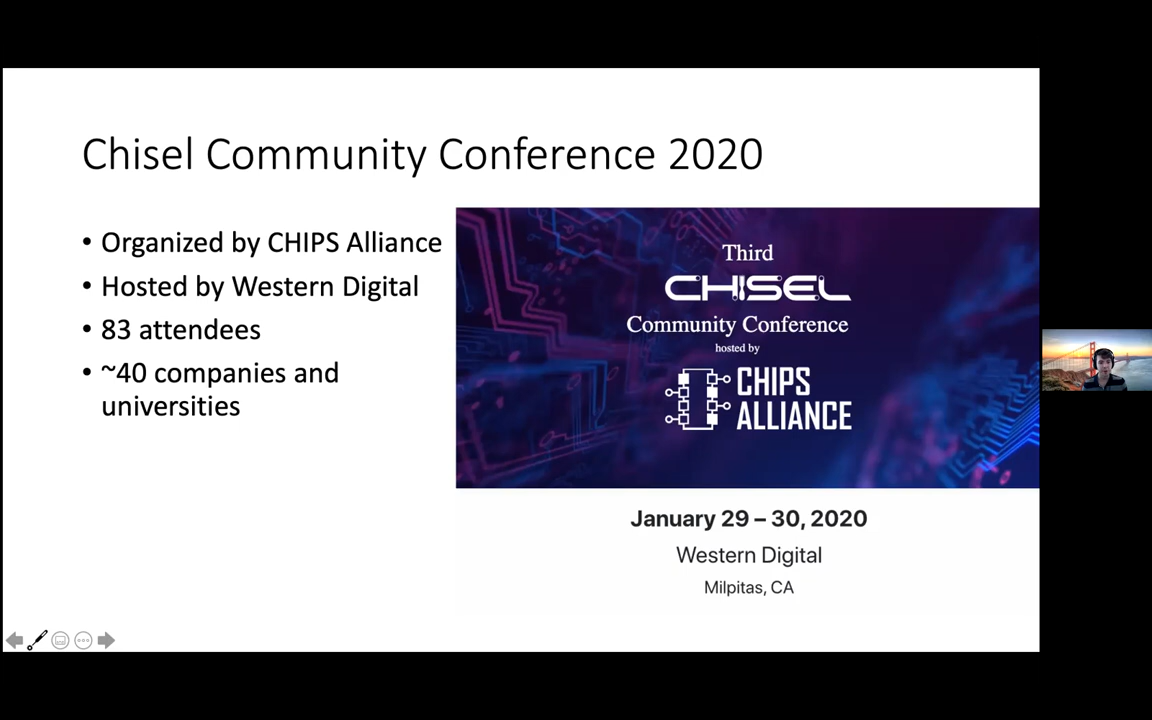 Chisel Community Conference 2020
• Organized by CHIPS Alliance
• Hosted by Western Digital
• 83 attendees
• ~40 companies and
universities
Third
CHISEL
Community Conference
hosted by
CHIPS
ALLIANCE
January 29 – 30, 2020
Western Digital
Milpitas, CA